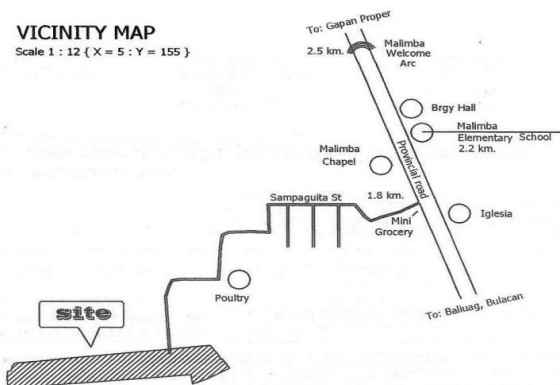 VICINITY MAP
Scale 1 : 12 { X = 5 : Y = 155 }
To: Gapan Proper
2.5 km.
Malimba
Welcome
Arc
Brgy Hall
Malimba
Elementary School
2.2 km.
Provincial road
Malimba
Chapel
1.8 km.
Sampaguita St
Mini
Grocery
Iglesia
Poultry
site
To: Baliuag, Bulacan